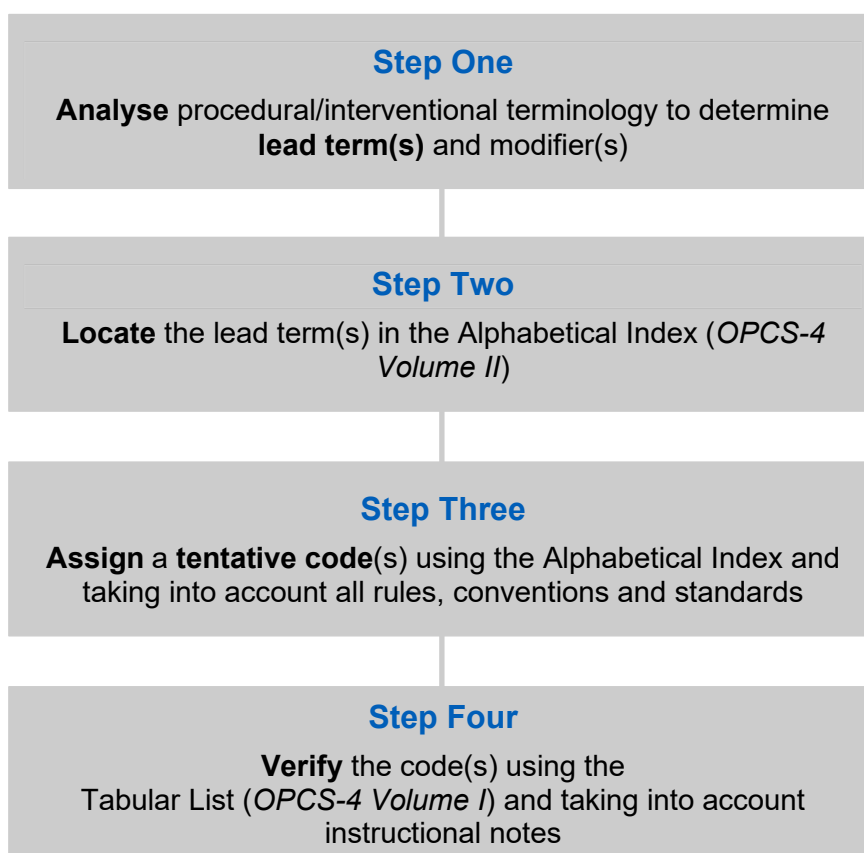 Step One
Analyse procedural/interventional terminology to determine
lead term(s) and modifier(s)
Step Two
Locate the lead term(s) in the Alphabetical Index (OPCS-4
Volume II)
Step Three
Assign a tentative code(s) using the Alphabetical Index and
taking into account all rules, conventions and standards
Step Four
Verify the code(s) using the
Tabular List (OPCS-4 Volume I) and taking into account
instructional notes